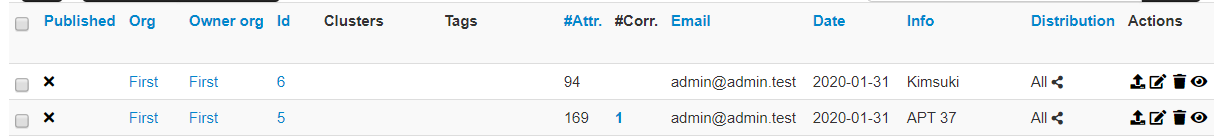 Published Org Owner org Id Clusters Tags #Attr. #Corr. Email Date Info Distribution Actions
First First 6 94 admin@admin.test 2020-01-31 Kimsuki All
First First 5 169 1 admin@admin.test 2020-01-31 APT 37 All